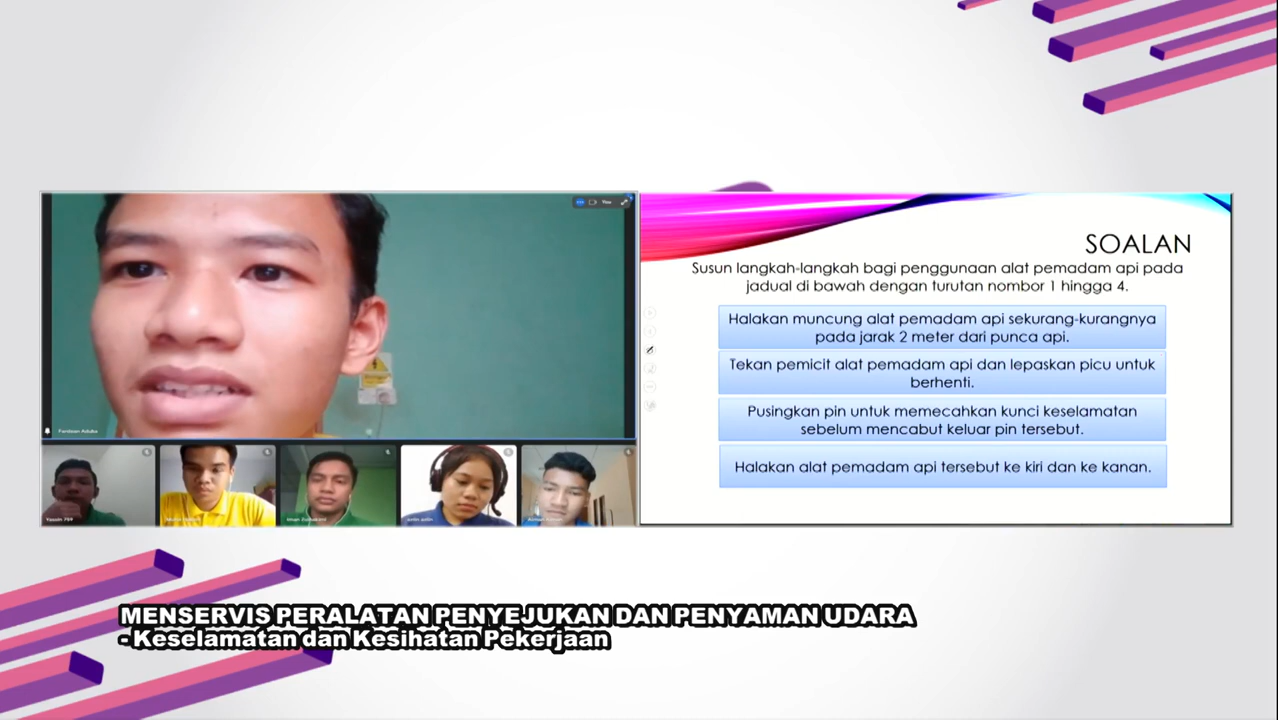 You
SOALAN
Susun langkah-langkah bagi penggunaan alat pemadam api pada
jadual di bawah dengan turutan nombor 1 hingga 4.
Halakan muncung alat pemadam api sekurang-kurangnya
pada jarak 2 meter dari punca api.
Tekan pemicit alat pemadam api dan lepaskan picu untuk
berhenti.
Pusingkan pin untuk memecahkan kunci keselamatan
sebelum mencabut keluar pin tersebut.
Halakan alat pemadam api tersebut ke kiri dan ke kanan.
Yassin 789
MENSERVIS PERALATAN PENYEJUKAN DAN PENYAMAN UDARA
- Keselamatan dan Kesihatan Pekerjaan